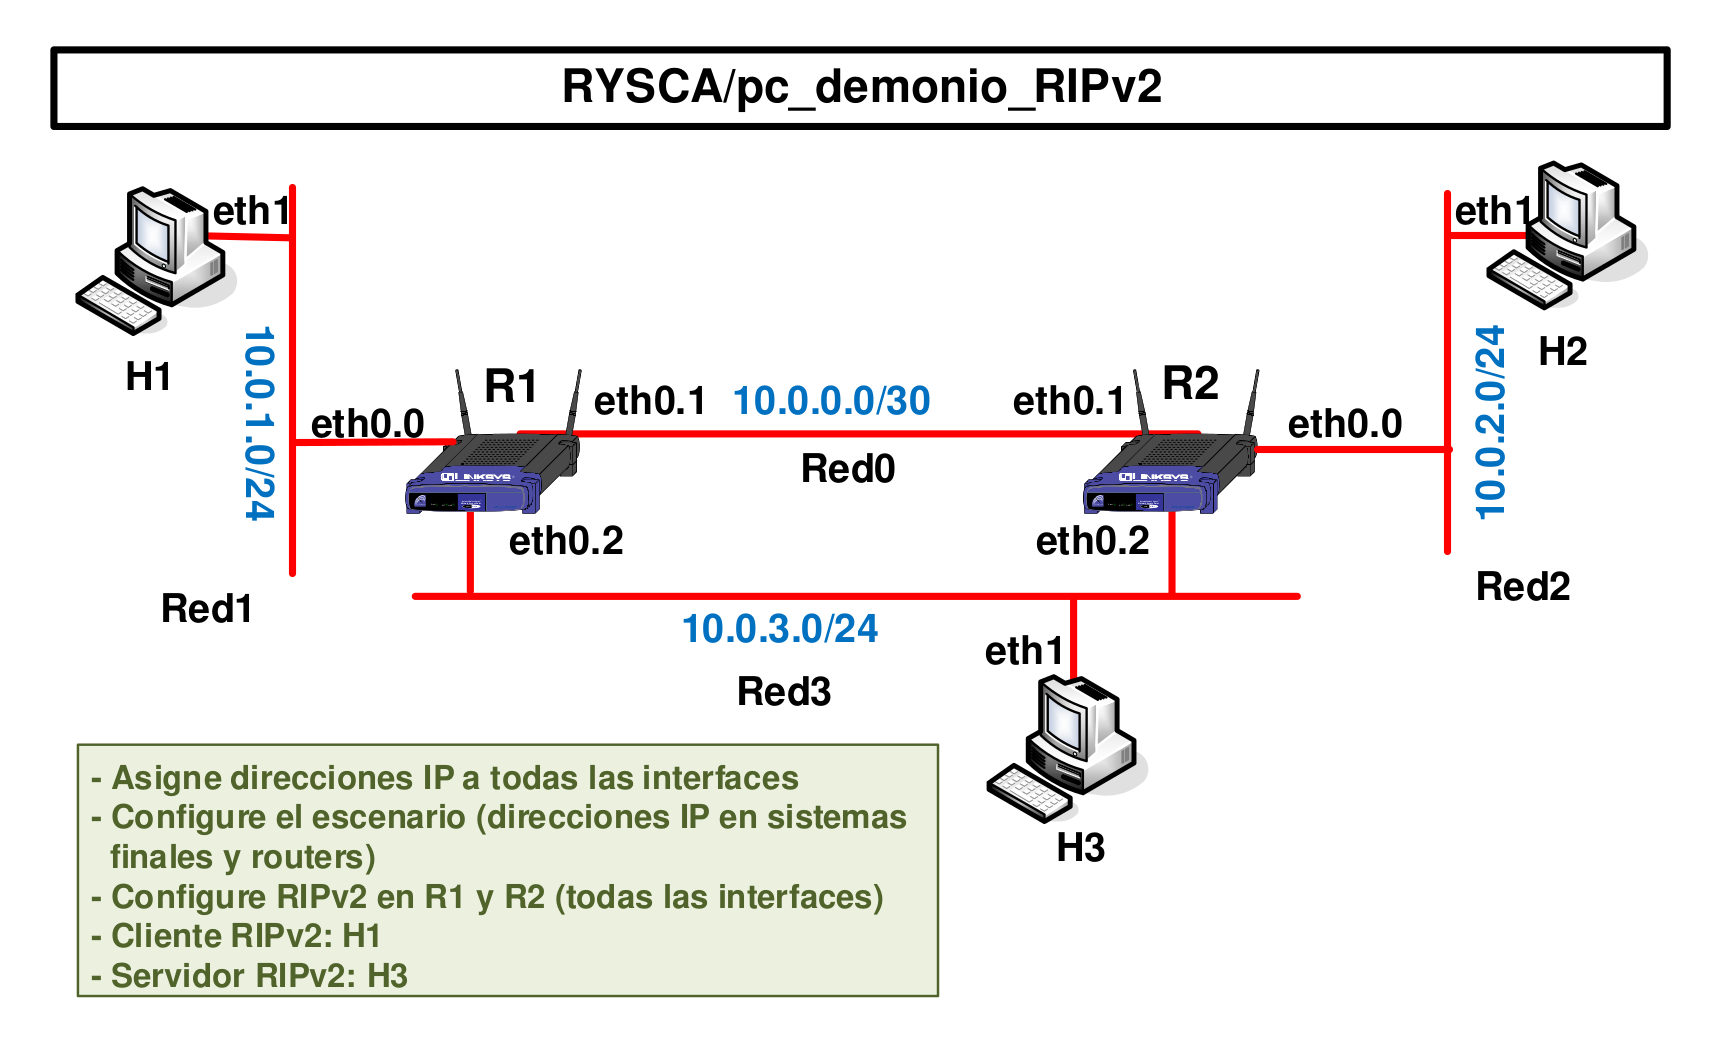 RYSCA/pc_demonio_RIPv2
eth1
H1
10.0.1.0/24
eth0.0
Red1
R1
eth0.1
10.0.0.0/30
eth0.1
Red0
R2
eth0.0
eth1
H2
10.0.2.0/24
Red2
LINKSYS
LINKSYS
eth0.2
eth0.2
10.0.3.0/24
Red3
eth1
H3
- Asigne direcciones IP a todas las interfaces
- Configure el escenario (direcciones IP en sistemas
finales y routers)
- Configure RIPv2 en R1 y R2 (todas las interfaces)
- Cliente RIPv2: H1
- Servidor RIPv2: H3